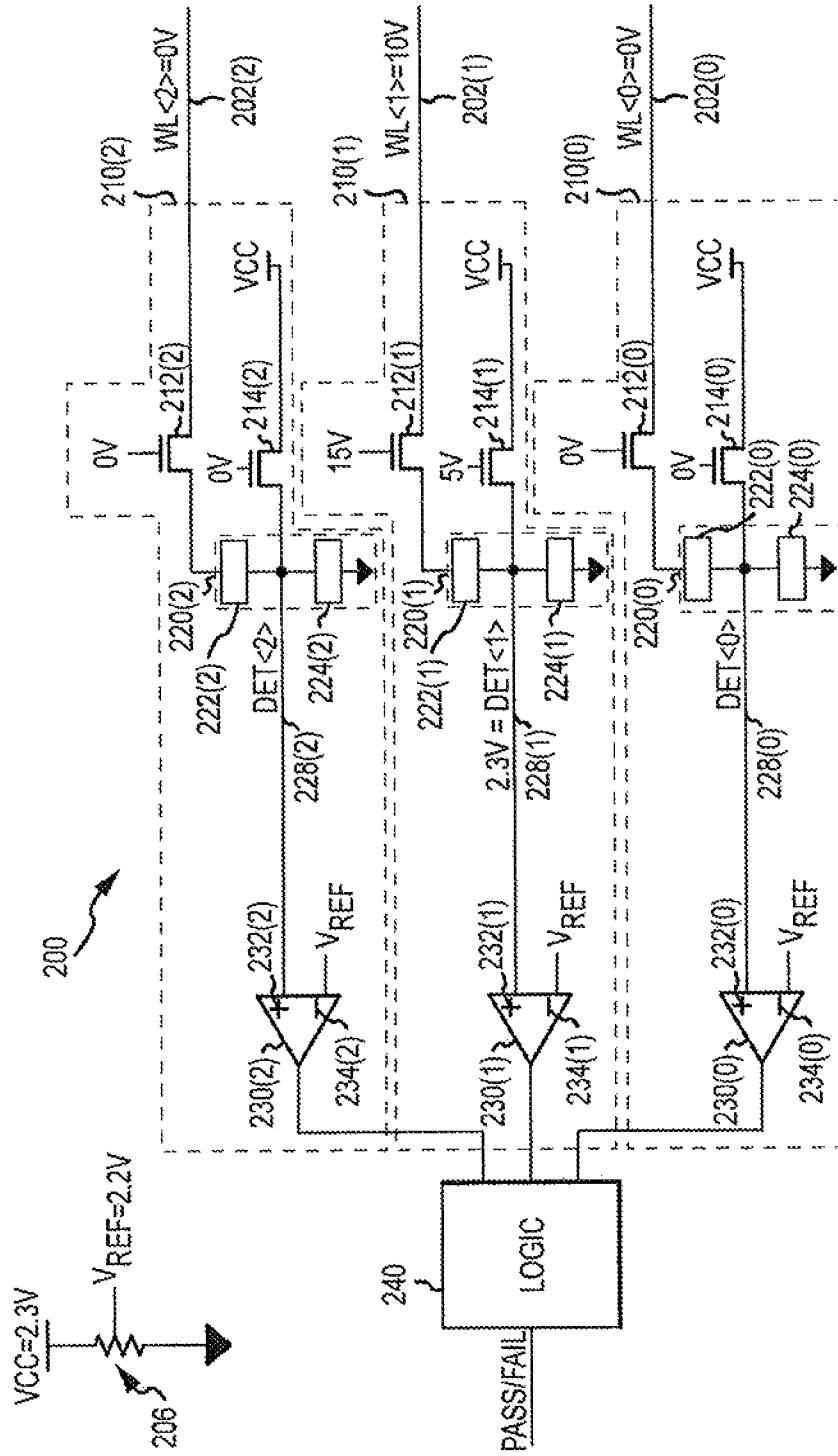 VCC=2.3V
VREF=2.2V
206
200
WL<2>=0V
202(2)
210(2)
0V
212(2)
VCC
0V
214(2)
220(2)
222(2)
DET<2>
224(2)
228(2)
232(2)
VREF
230(2)
234(2)
WL<1>=10V
202(1)
210(1)
15V
212(1)
VCC
5V
214(1)
220(1)
222(1)
2.3V = DET<1>
224(1)
228(1)
232(1)
+
VREF
230(1)
234(1)
WL<0>=0V
202(0)
210(0)
0V
212(0)
VCC
0V
214(0)
222(0)
224(0)
220(0)
DET<0>
228(0)
232(0)
VREF
230(0)
234(0)
240
LOGIC
PASS/FAIL